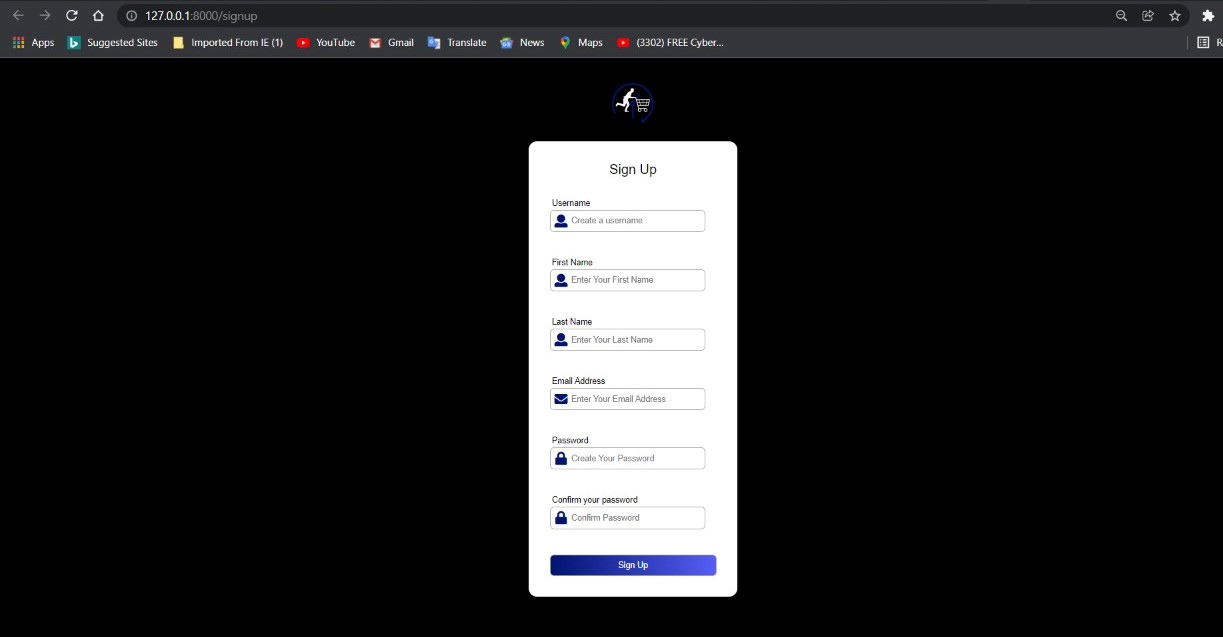 127.0.0.1:8000/signup
Apps Suggested Sites Imported From IE (1) YouTube Gmail Translate News Maps (3302) FREE Cyber... R
Sign Up
Username
Create a username
First Name
Enter Your First Name
Last Name
Enter Your Last Name
Email Address
Enter Your Email Address
Password
Create Your Password
Confirm your password
Confirm Password
Sign Up